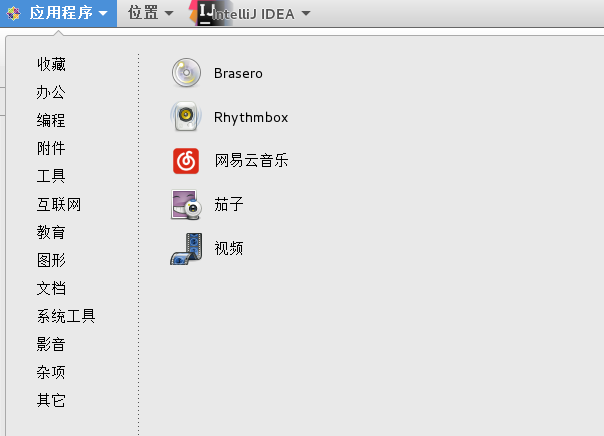 应用程序 位置 IntelliJ IDEA
收藏
办公
编程
附件
工具
互联网
教育
图形
文档
系统工具
影音
杂项
其它
Brasero
Rhythmbox
网易云音乐
茄子
视频